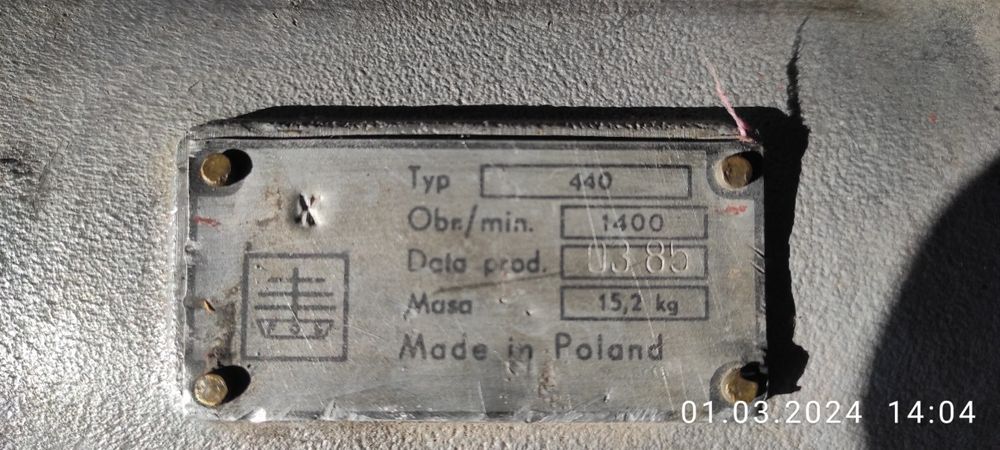 Typ 440
Obr./min. 1400
Data prod. 03 85
Masa 15,2 kg
Made in Poland
01.03.2024 14:04